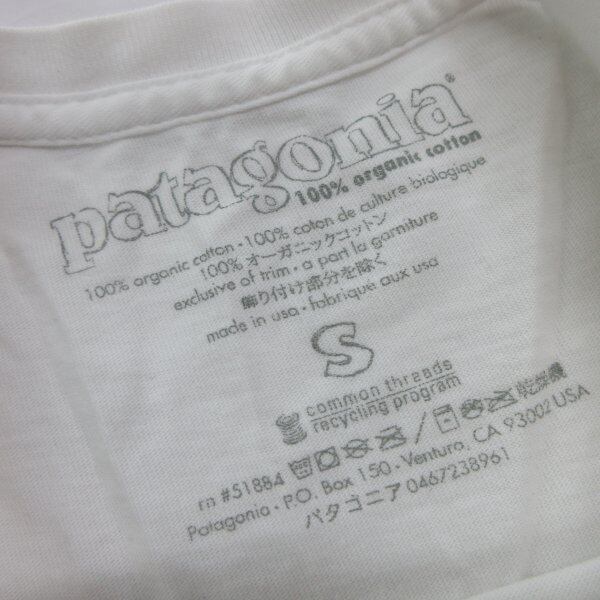 patagonia®
100% organic cotton
100% organic cotton • 100% coton de culture biologique
100% オーガニックコットン
exclusive of trim • a part la garniture
飾り付け部分を除く
made in usa • fabrique aux usa
S
common threads
recycling program
rn #51884 / 乾燥機
Patagonia • P.O. Box 150 • Ventura, CA 93002 USA
パタゴニア 0467238961